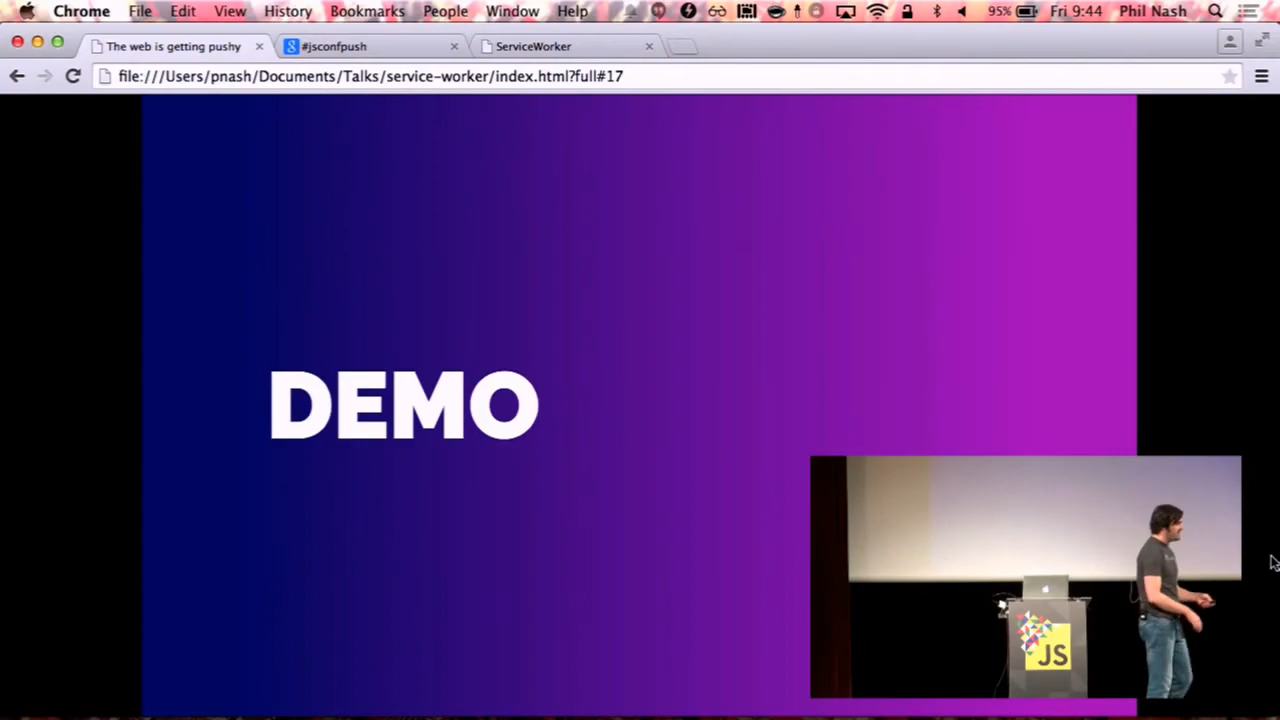 Chrome File Edit View History Bookmarks People Window Help 95% Fri 9:44 Phil Nash
The web is getting pushy #jsconfpush ServiceWorker
file:///Users/pnash/Documents/Talks/service-worker/index.html?full#17
DEMO
JS